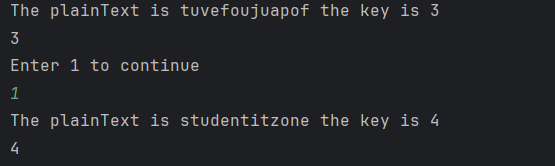 The plainText is tuvefoujuapof the key is 3
3
Enter 1 to continue
1
The plainText is studentitzone the key is 4
4